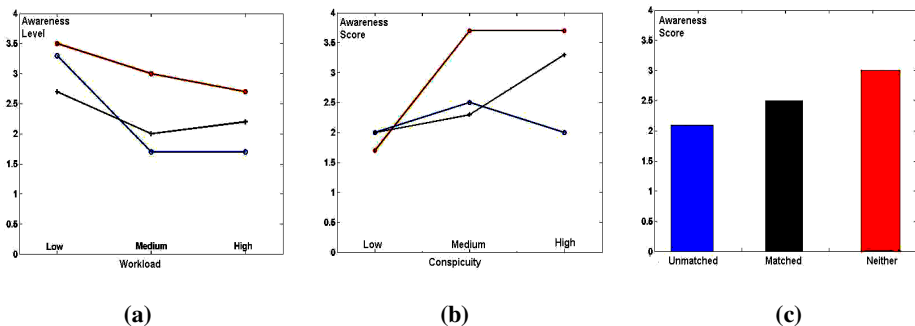 Awareness
Level
4
3.5
3
2.5
2
1.5
1
0.5
0
Low Medium High
Workload
(a)
Awareness
Score
4
3.5
3
2.5
2
1.5
1
0.5
0
Low Medium High
Conspicuity
(b)
Awareness
Score
4
3.5
3
2.5
2
1.5
1
0.5
0
Unmatched Matched Neither
(c)